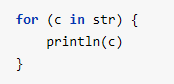 for (c in str) {
    println(c)
}